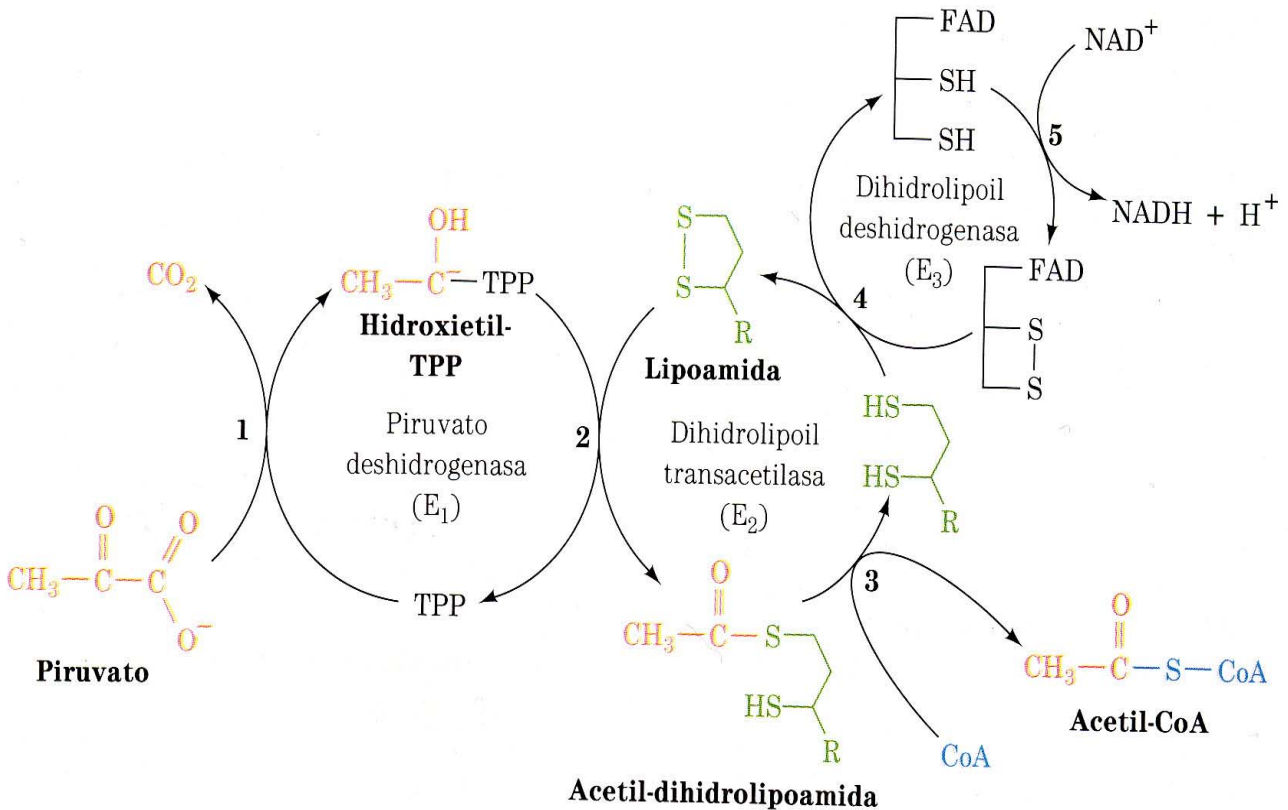 FAD
SH
SH
NAD+
5
NADH + H+
Dihidrolipoil
deshidrogenasa
(E3)
FAD
S
S
4
CO2
OH
CH3—C−—TPP
Hidroxietil-
TPP
S
S
R
Lipoamida
1
Piruvato
deshidrogenasa
(E1)
2
Dihidrolipoil
transacetilasa
(E2)
HS
HS
R
O O
CH3—C—C
O−
Piruvato
TPP
O
CH3—C—S
HS
R
Acetil-dihidrolipoamida
3
CoA
O
CH3—C—S—CoA
Acetil-CoA